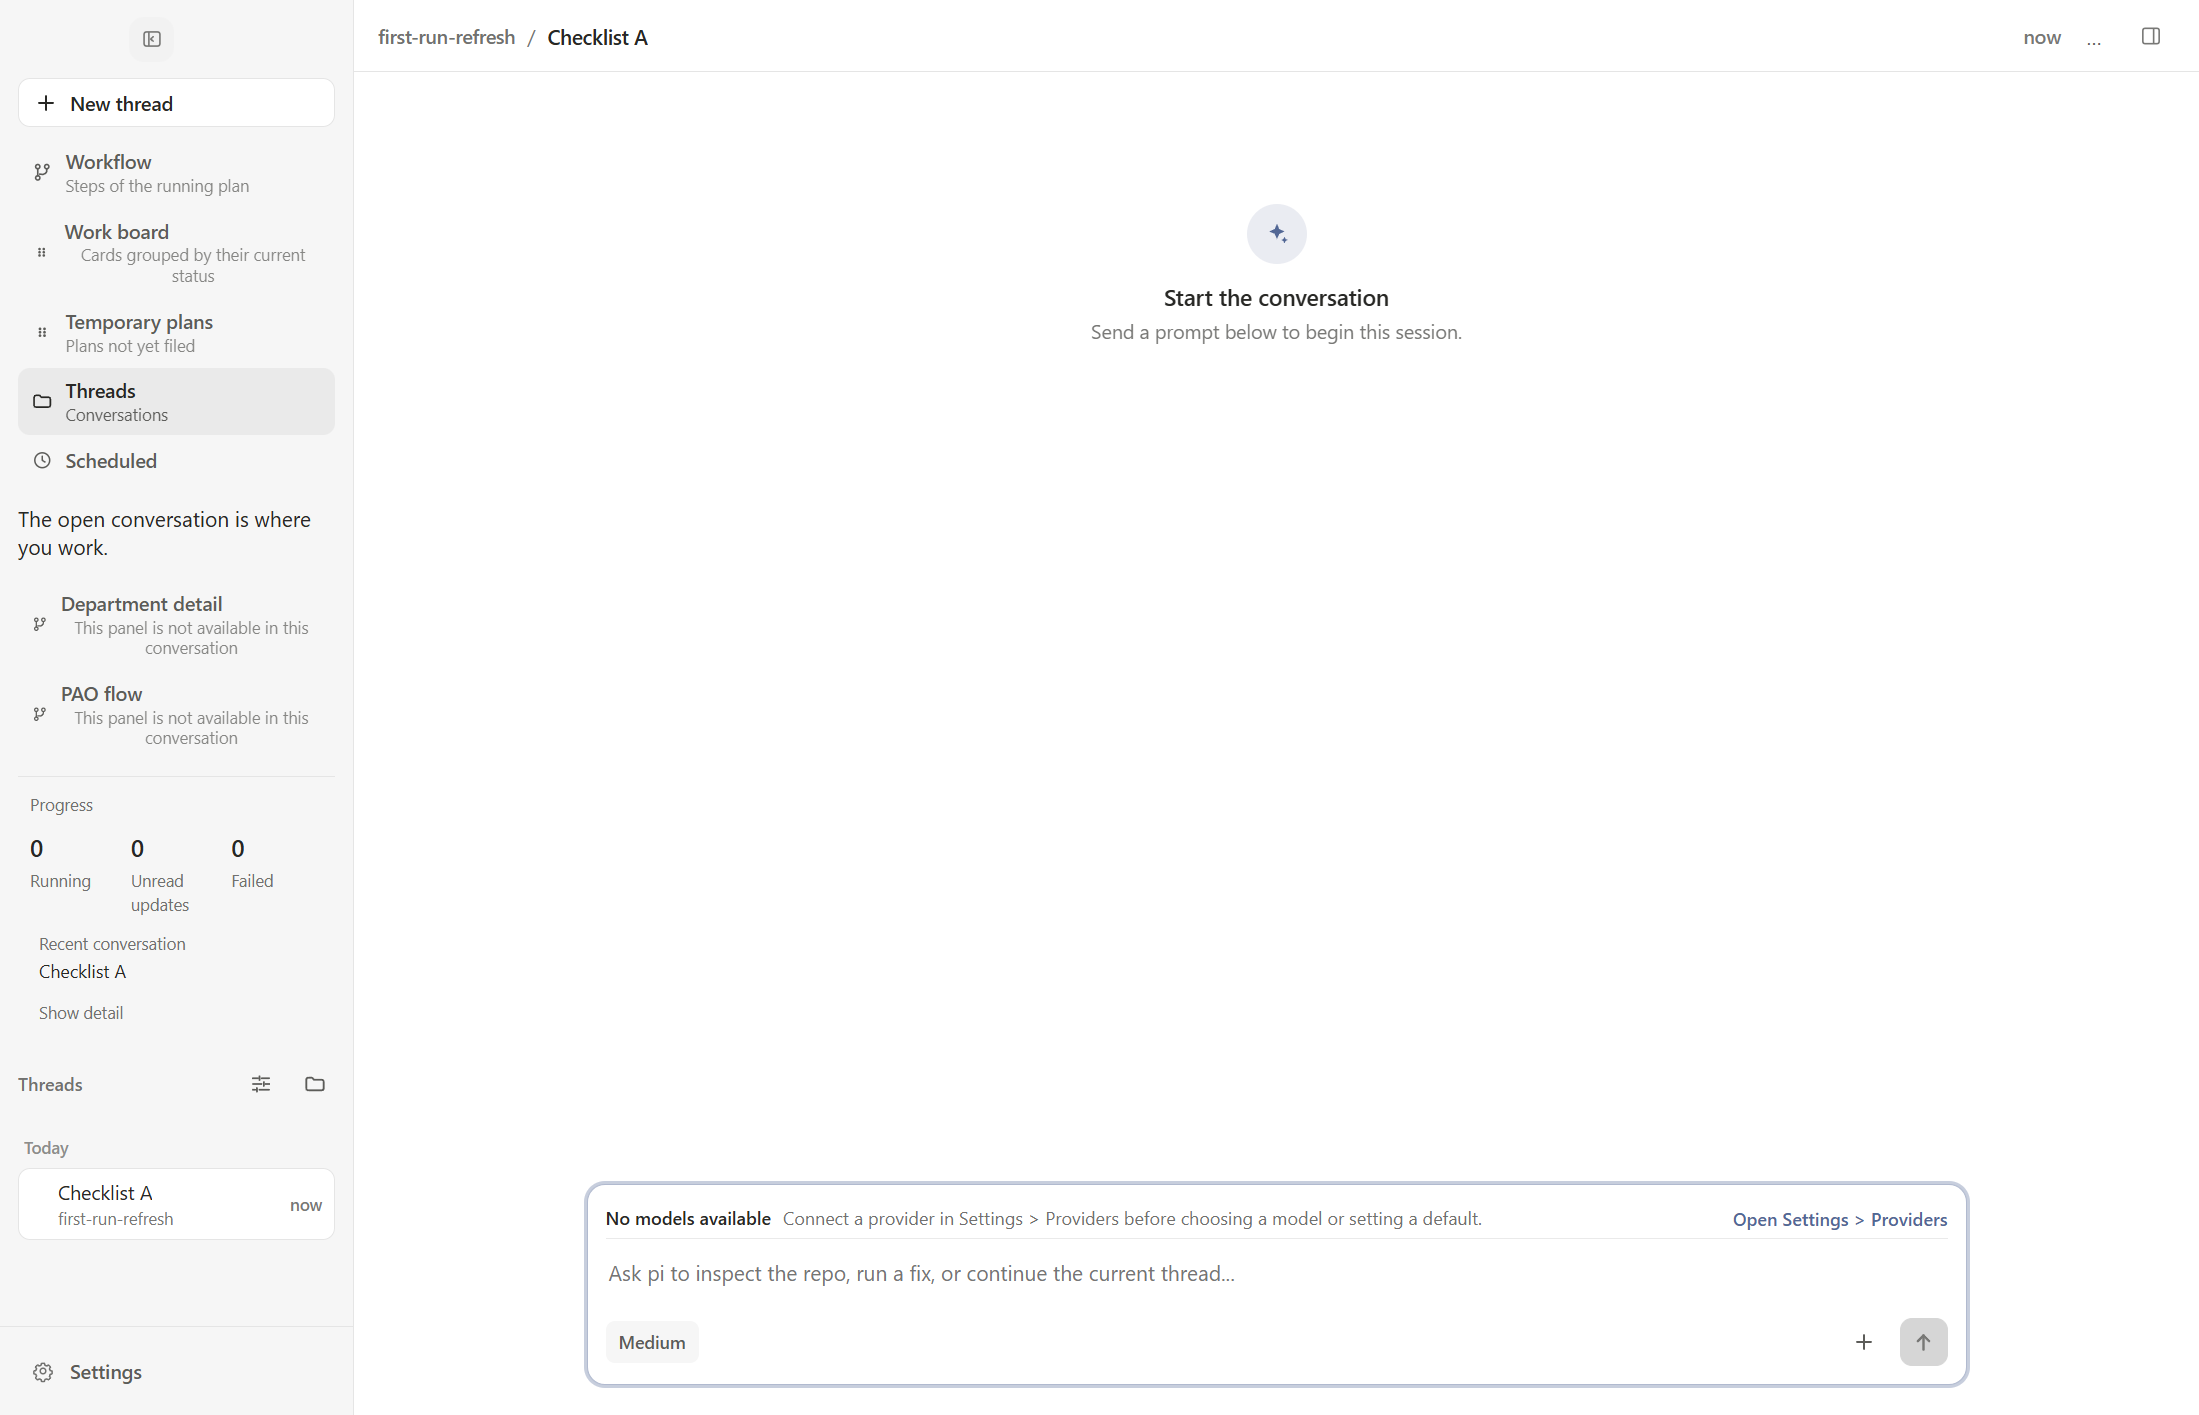 New thread
Workflow
Steps of the running plan
Work board
Cards grouped by their current
status
Temporary plans
Plans not yet filed
Threads
Conversations
Scheduled
The open conversation is where
you work.
Department detail
This panel is not available in this
conversation
PAO flow
This panel is not available in this
conversation
Progress
0 0 0
Running Unread Failed
updates
Recent conversation
Checklist A
Show detail
Threads
Today
Checklist A
first-run-refresh
now
Settings
first-run-refresh / Checklist A
now ...
Start the conversation
Send a prompt below to begin this session.
No models available Connect a provider in Settings > Providers before choosing a model or setting a default. Open Settings > Providers
Ask pi to inspect the repo, run a fix, or continue the current thread...
Medium